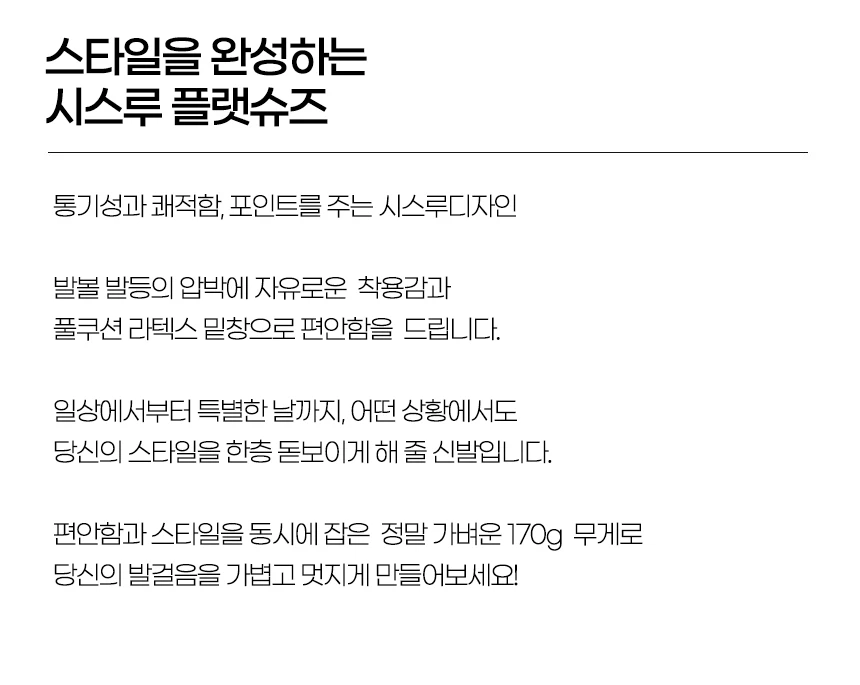 스타일을 완성하는
시스루 플랫슈즈
통기성과 쾌적함, 포인트를 주는 시스루디자인
발볼 발등의 압박에 자유로운 착용감과
풀쿠션 라텍스 밑창으로 편안함을 드립니다.
일상에서부터 특별한 날까지, 어떤 상황에서도
당신의 스타일을 한층 돋보이게 해 줄 신발입니다.
편안함과 스타일을 동시에 잡은 정말 가벼운 170g 무게로
당신의 발걸음을 가볍고 멋지게 만들어보세요!